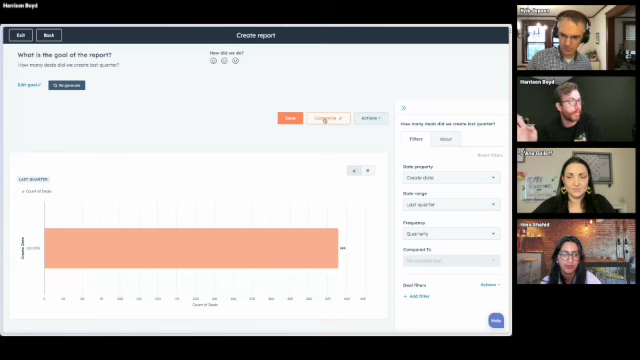 Harrison Boyd
Exit
Back
Create report
What is the goal of the report?
How many deals did we create last quarter?
How did we do?
Edit goal
Re-generate
Save
Customize
Actions
How many deals did we create last quarter?
Filters
About
Reset Filters
Date property
Create date
Date range
Last quarter
Frequency
Quarterly
Compared To
No comparison
Deal filters
Actions
+ Add filter
Help
LAST QUARTER
Count of Deals
Create Date
Count of Deals
Kyle Jepson
Harrison Boyd
Hana Shahid